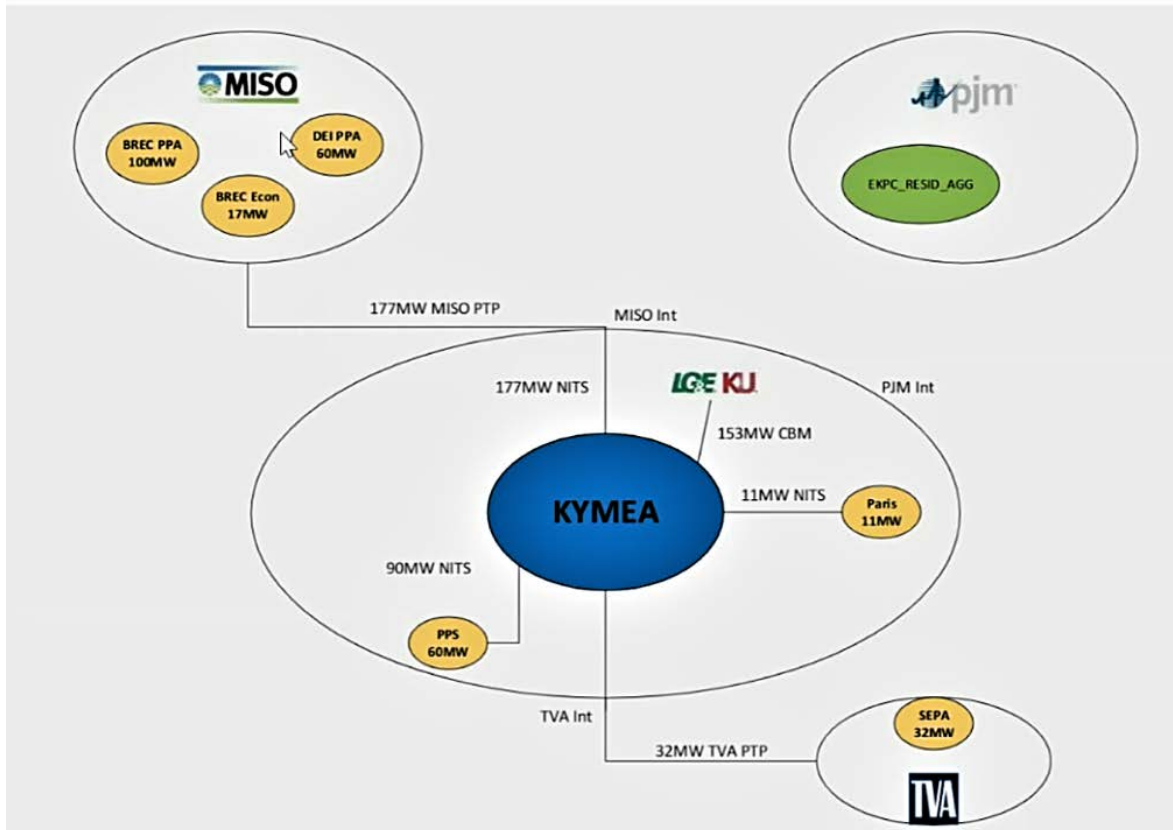 MISO
BREC PPA
100MW
DEI PPA
60MW
BREC Econ
17MW
pjm
EKPC_RESID_AGG
177MW MISO PTP
MISO Int
177MW NITS
LG&E KU
PJM Int
153MW CBM
KYMEA
11MW NITS
Paris
11MW
90MW NITS
PPS
60MW
TVA Int
32MW TVA PTP
SEPA
32MW
TVA